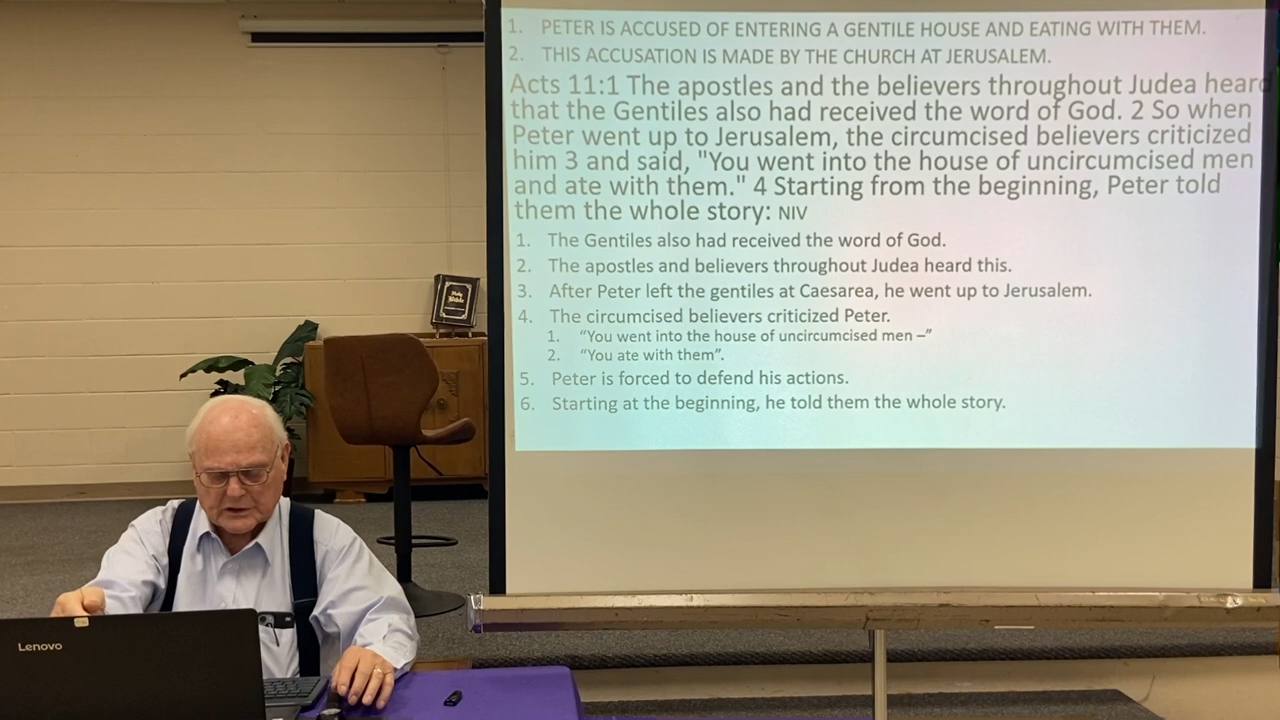 1. PETER IS ACCUSED OF ENTERING A GENTILE HOUSE AND EATING WITH THEM.
2. THIS ACCUSATION IS MADE BY THE CHURCH AT JERUSALEM.
Acts 11:1 The apostles and the believers throughout Judea heard
that the Gentiles also had received the word of God. 2 So when
Peter went up to Jerusalem, the circumcised believers criticized
him 3 and said, "You went into the house of uncircumcised men
and ate with them." 4 Starting from the beginning, Peter told
them the whole story: NIV
1. The Gentiles also had received the word of God.
2. The apostles and believers throughout Judea heard this.
3. After Peter left the gentiles at Caesarea, he went up to Jerusalem.
4. The circumcised believers criticized Peter.
1. “You went into the house of uncircumcised men –”
2. “You ate with them”.
5. Peter is forced to defend his actions.
6. Starting at the beginning, he told them the whole story.
Holy
Bible
Lenovo